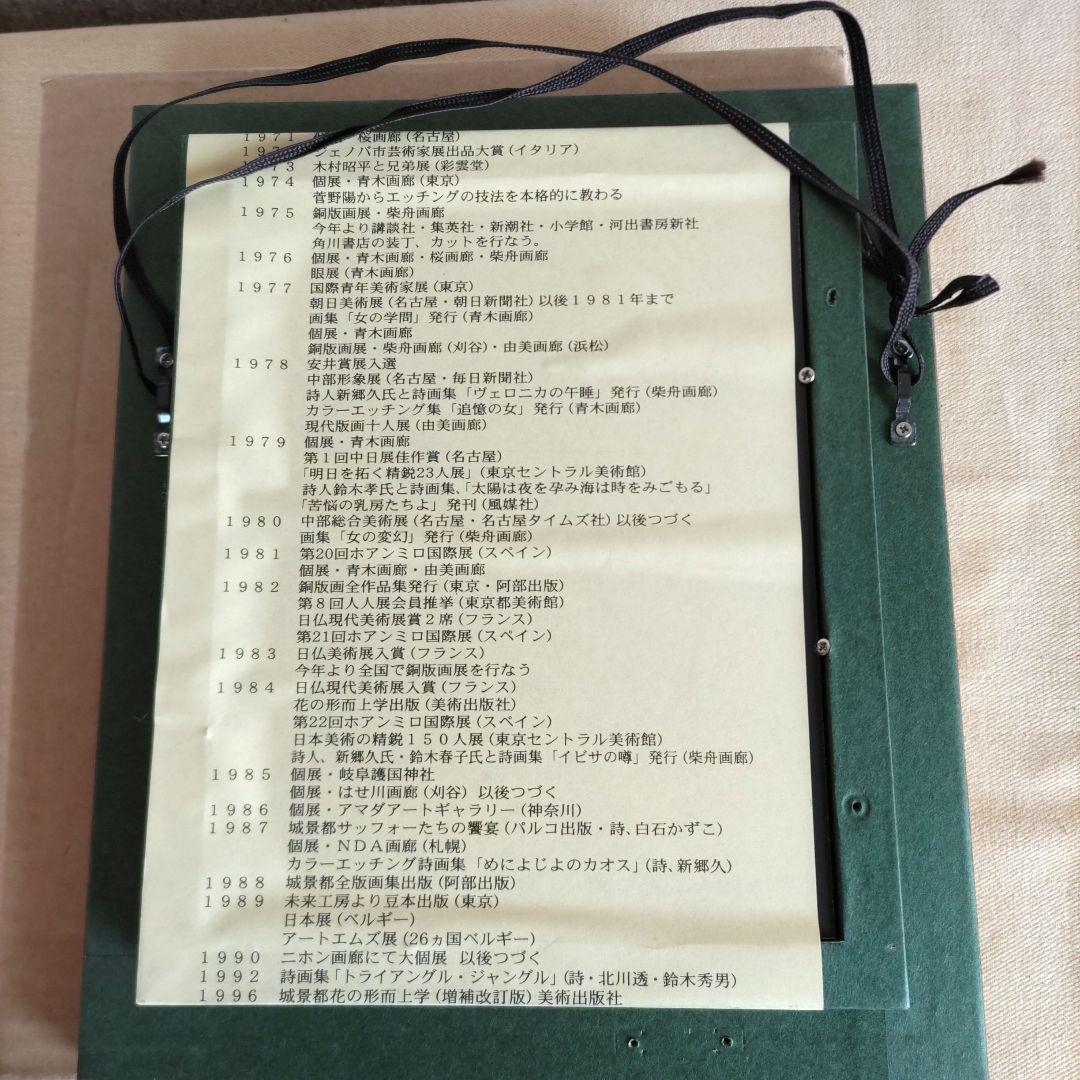 1971 桜画廊(名古屋)
ジェノバ市芸術家展出品大賞(イタリア)
1973 木村昭平と兄弟展(彩雲堂)
1974 個展・青木画廊(東京)
菅野陽からエッチングの技法を本格的に教わる
1975 銅版画展・柴舟画廊
今年より講談社・集英社・新潮社・小学館・河出書房新社
角川書店の装丁、カットを行なう。
1976 個展・青木画廊・桜画廊・柴舟画廊
眼展(青木画廊)
1977 国際青年美術家展(東京)
朝日美術展(名古屋・朝日新聞社)以後1981年まで
画集「女の学問」発行(青木画廊)
個展・青木画廊
銅版画展・柴舟画廊(刈谷)・由美画廊(浜松)
1978 安井賞展入選
中部形象展(名古屋・毎日新聞社)
詩人新郷久氏と詩画集「ヴェロニカの午睡」発行(柴舟画廊)
カラーエッチング集「追憶の女」発行(青木画廊)
現代版画十人展(由美画廊)
1979 個展・青木画廊
第1回中日展佳作賞(名古屋)
「明日を拓く精鋭23人展」(東京セントラル美術館)
詩人鈴木孝氏と詩画集、「太陽は夜を孕み海は時をみごもる」
「苦悩の乳房たちよ」発刊(風媒社)
1980 中部総合美術展(名古屋・名古屋タイムズ社)以後つづく
画集「女の変幻」発行(柴舟画廊)
1981 第20回ホアンミロ国際展(スペイン)
個展・青木画廊・由美画廊
1982 銅版画全作品集発行(東京・阿部出版)
第8回人人展会員推挙(東京都美術館)
日仏現代美術展賞2席(フランス)
第21回ホアンミロ国際展(スペイン)
1983 日仏美術展入賞(フランス)
今年より全国で銅版画展を行なう
1984 日仏現代美術展入賞(フランス)
花の形而上学出版(美術出版社)
第22回ホアンミロ国際展(スペイン)
日本美術の精鋭150人展(東京セントラル美術館)
詩人、新郷久氏・鈴木春子氏と詩画集「イビサの噂」発行(柴舟画廊)
1985 個展・岐阜護国神社
個展・はせ川画廊(刈谷) 以後つづく
1986 個展・アマダアートギャラリー(神奈川)
1987 城景都サッフォーたちの饗宴(パルコ出版・詩、白石かずこ)
個展・NDA画廊(札幌)
カラーエッチング詩画集「めによじよのカオス」(詩、新郷久)
1988 城景都全版画集出版(阿部出版)
1989 未来工房より豆本出版(東京)
日本展(ベルギー)
アートエムズ展(26ヵ国ベルギー)
1990 ニホン画廊にて大個展 以後つづく
1992 詩画集「トライアングル・ジャングル」(詩・北川透・鈴木秀男)
1996 城景都花の形而上学(増補改訂版)美術出版社